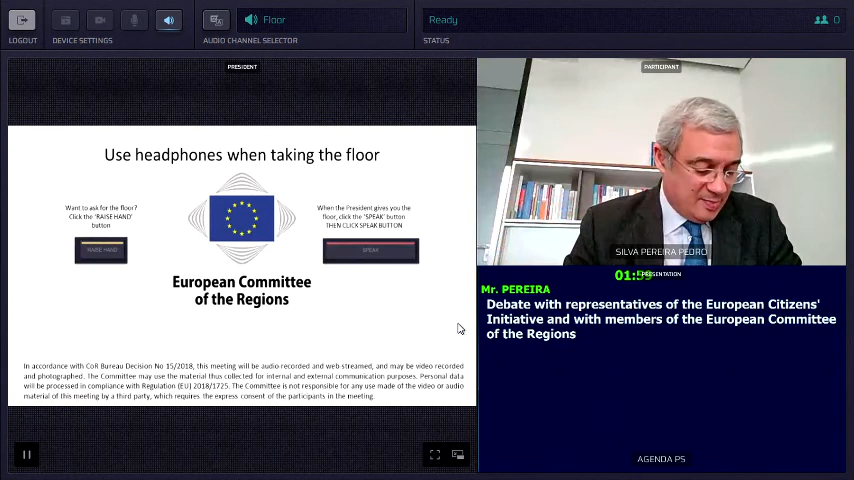 LOGOUT
DEVICE SETTINGS
Floor
AUDIO CHANNEL SELECTOR
Ready
0
STATUS
PRESIDENT
Use headphones when taking the floor
Want to ask for the floor?
Click the 'RAISE HAND'
button
RAISE HAND
When the President gives you the
floor, click the 'SPEAK' button
THEN CLICK SPEAK BUTTON
SPEAK
European Committee
of the Regions
In accordance with CoR Bureau Decision No 15/2018, this meeting will be audio recorded and web streamed, and may be video recorded
and photographed. The Committee may use the material thus collected for internal and external communication purposes. Personal data
will be processed in compliance with Regulation (EU) 2018/1725. The Committee is not responsible for any use made of the video or audio
material of this meeting by a third party, which requires the express consent of the participants in the meeting.
PARTICIPANT
SILVA PEREIRA PEDRO
PRESENTATION
Mr. PEREIRA
Debate with representatives of the European Citizens'
Initiative and with members of the European Committee
of the Regions
AGENDA PS